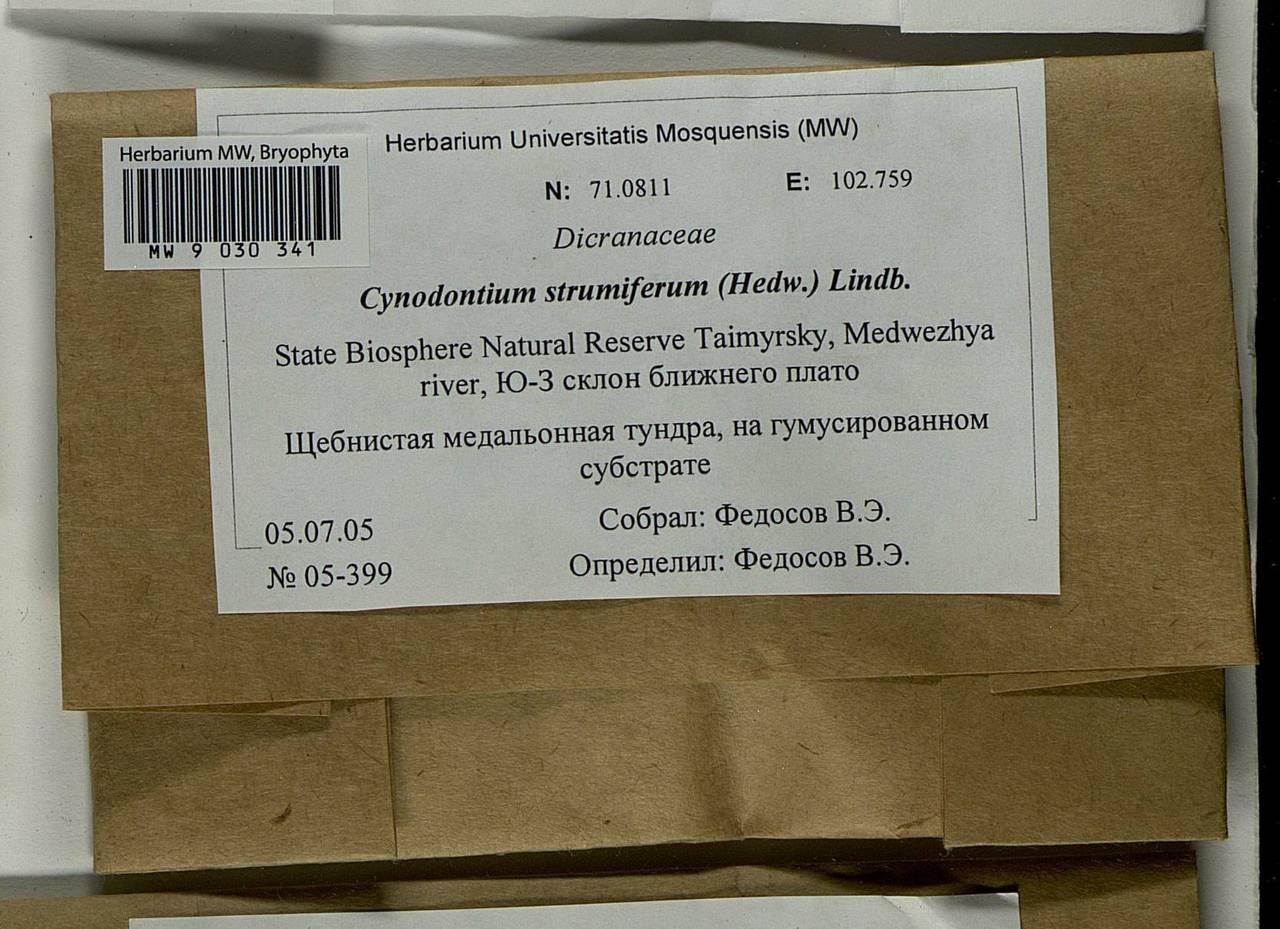 Herbarium MW, Bryophyta
MW 9 030 341
Herbarium Universitatis Mosquensis (MW)
N: 71.0811 E: 102.759
Dicranaceae
Cynodontium strumiferum (Hedw.) Lindb.
State Biosphere Natural Reserve Taimyrsky, Medwezhya
river, Ю-З склон ближнего плато
Щебнистая медальонная тундра, на гумусированном
субстрате
05.07.05 Собрал: Федосов В.Э.
№ 05-399 Определил: Федосов В.Э.